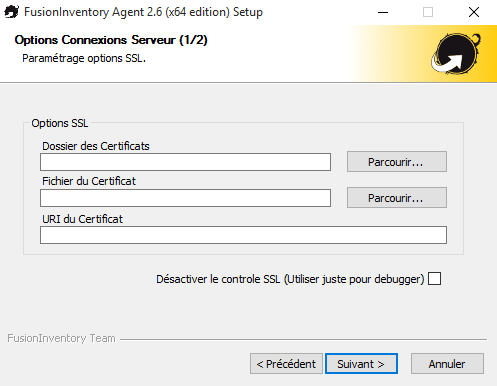 FusionInventory Agent 2.6 (x64 edition) Setup
Options Connexions Serveur (1/2)
Paramétrage options SSL.
Options SSL
Dossier des Certificats
Parcourir...
Fichier du Certificat
Parcourir...
URI du Certificat
Désactiver le controle SSL (Utiliser juste pour debugger)
FusionInventory Team
< Précédent Suivant > Annuler